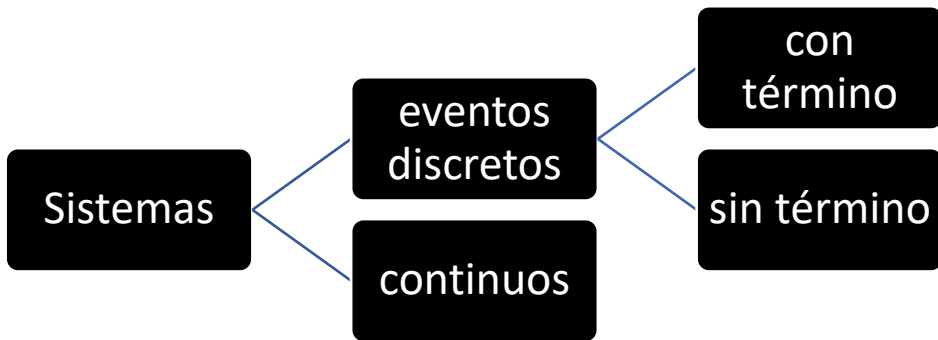 Sistemas
eventos
discretos
continuos
con
término
sin término